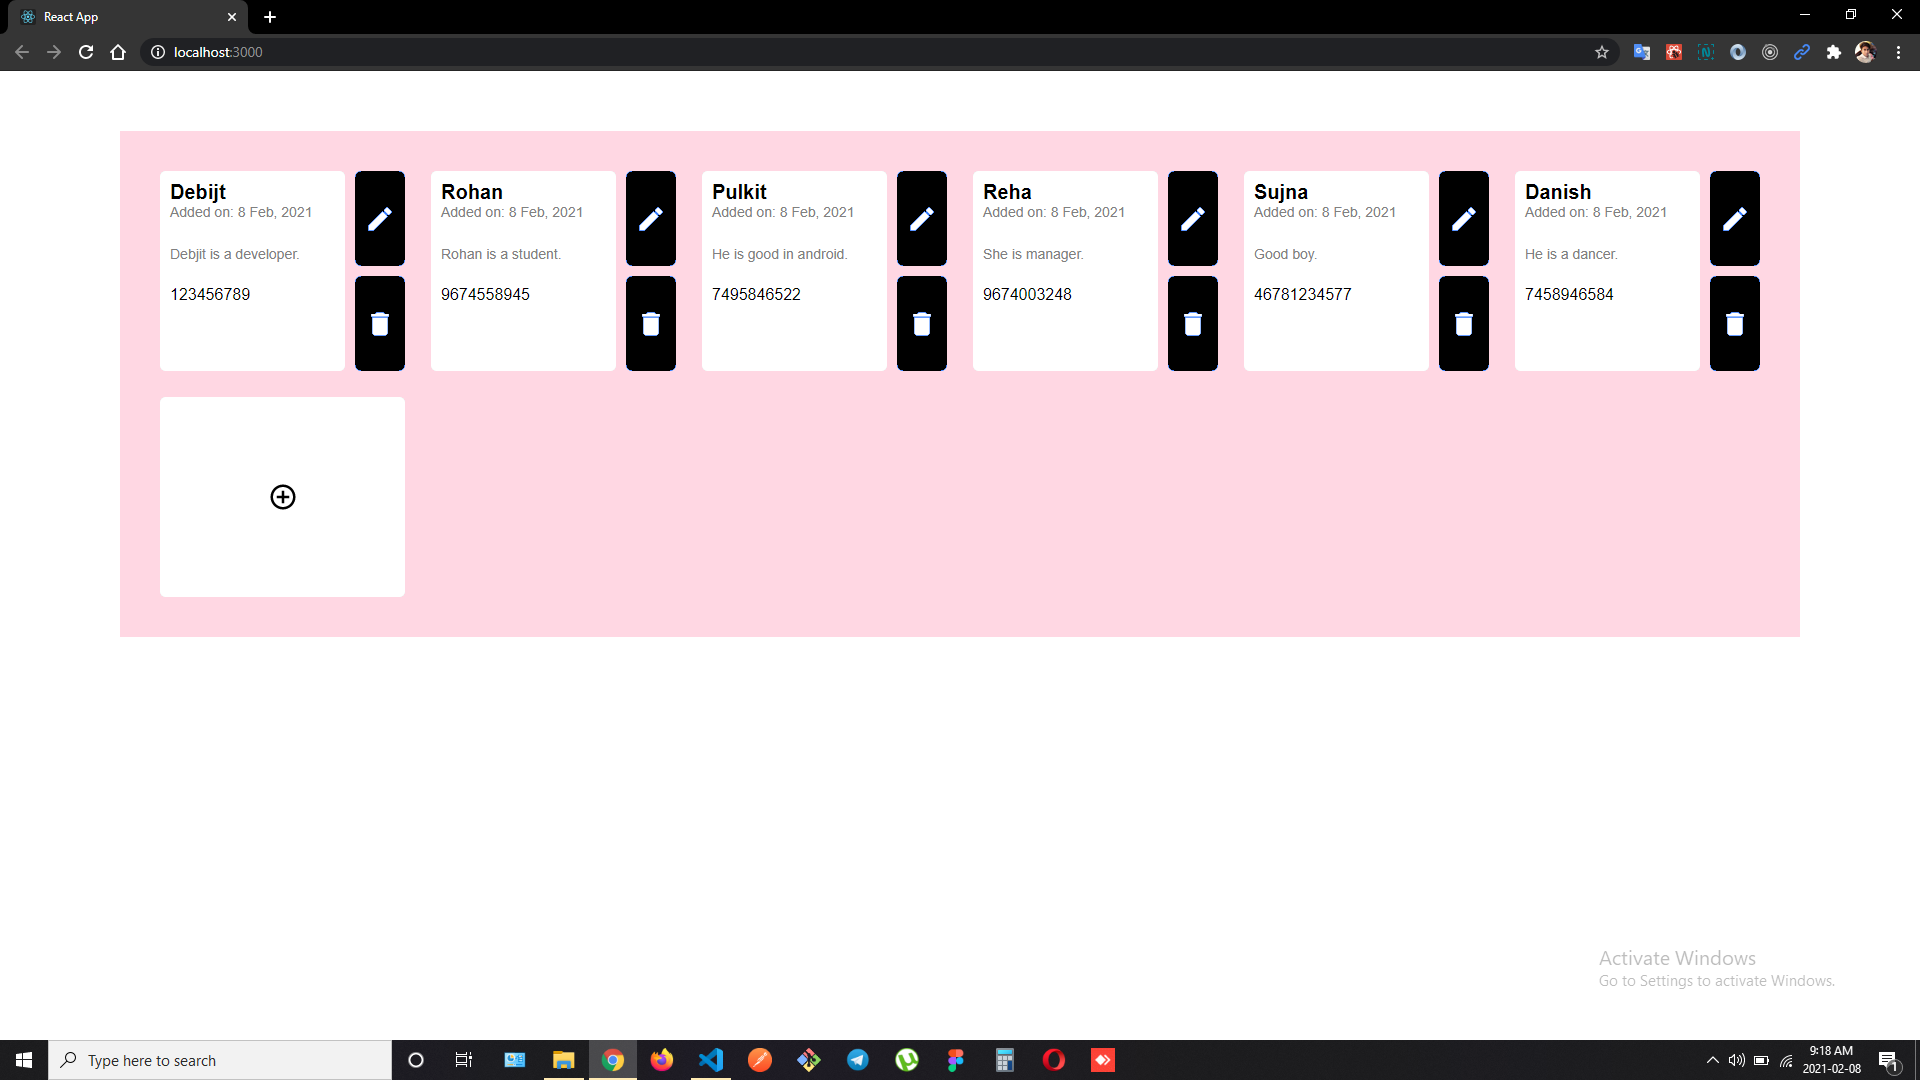 React App
localhost:3000
Debijt
Added on: 8 Feb, 2021
Debjit is a developer.
123456789
Rohan
Added on: 8 Feb, 2021
Rohan is a student.
9674558945
Pulkit
Added on: 8 Feb, 2021
He is good in android.
7495846522
Reha
Added on: 8 Feb, 2021
She is manager.
9674003248
Sujna
Added on: 8 Feb, 2021
Good boy.
46781234577
Danish
Added on: 8 Feb, 2021
He is a dancer.
7458946584
Activate Windows
Go to Settings to activate Windows.
Type here to search
9:18 AM
2021-02-08
1